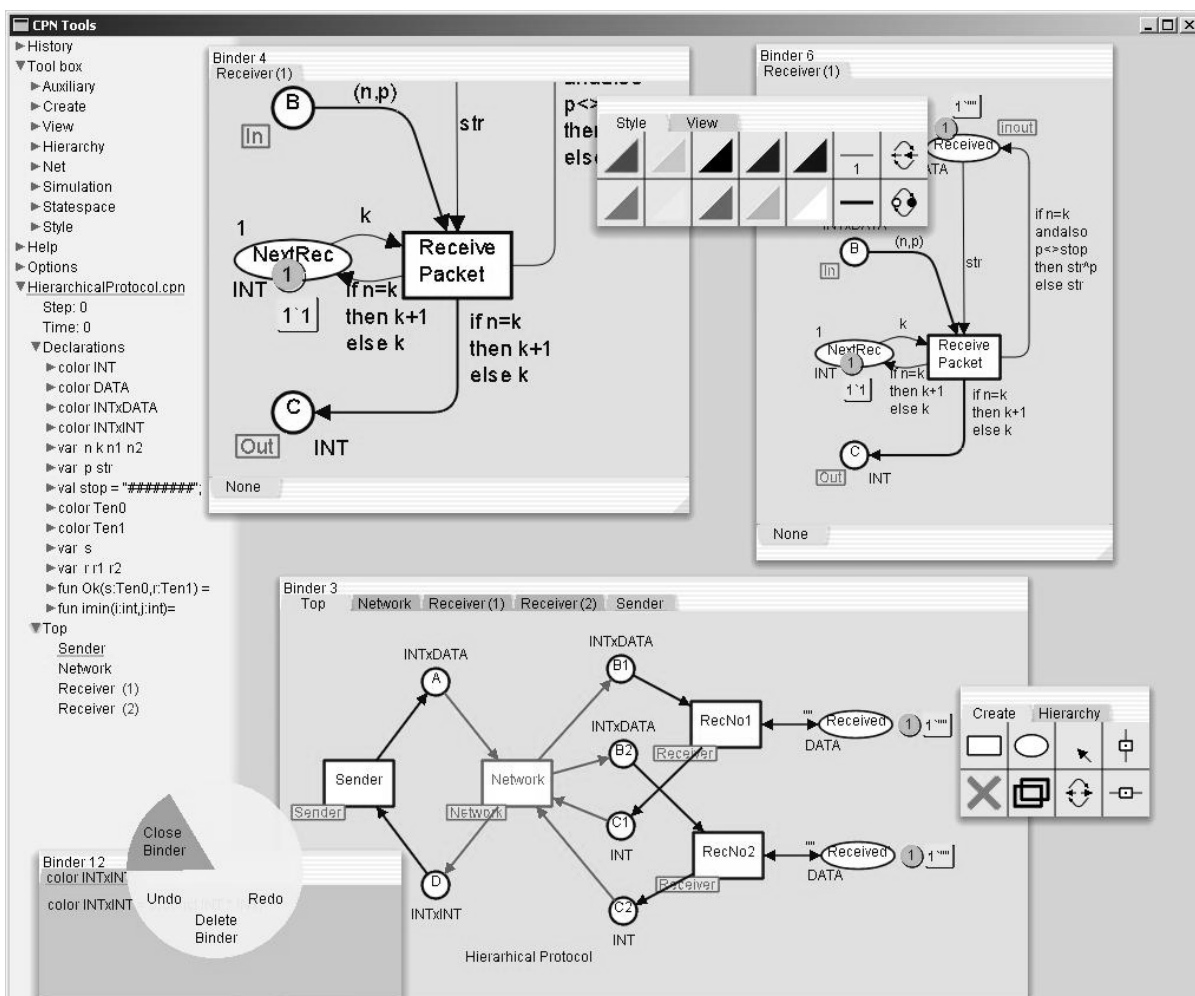 CPN Tools
History
Tool box
Auxiliary
Create
View
Hierarchy
Net
Simulation
Statespace
Style
Help
Options
HierarchicalProtocol.cpn
Step: 0
Time: 0
Declarations
color INT
color DATA
color INTxDATA
color INTxINT
var n k n1 n2
var p str
val stop = "########";
color Ten0
color Ten1
var s
var r r1 r2
fun Ok(s:Ten0,r:Ten1) =
fun imin(i:int,j:int)=
Top
Sender
Network
Receiver (1)
Receiver (2)
Binder 4
Receiver (1)
B
(n,p)
In
str
andalso
p<>
then
else
1
k
NextRec
1
INT
1`1
Receive
Packet
if n=k
then k+1
else k
if n=k
then k+1
else k
C
Out
INT
None
Style View
1
Binder 6
Receiver (1)
1`""
1
inout
Received
B
(n,p)
In
str
if n=k
andalso
p<>stop
then str^p
else str
1
k
NextRec
1
INT
1`1
Receive
Packet
if n=k
then k+1
else k
if n=k
then k+1
else k
C
Out
INT
None
Binder 3
Top Network Receiver (1) Receiver (2) Sender
INTxDATA
A
INTxDATA
B1
INTxDATA
B2
RecNo1
Receiver
""
Received
DATA
1
1`""
Sender
Sender
Network
Network
C1
INT
RecNo2
Receiver
""
Received'
DATA
1
1`""
D
INTxINT
C2
INT
Hierarhical Protocol
Create Hierarchy
Close
Binder
Undo
Redo
Delete
Binder
Binder 12
color INTxINT
color INTxINT